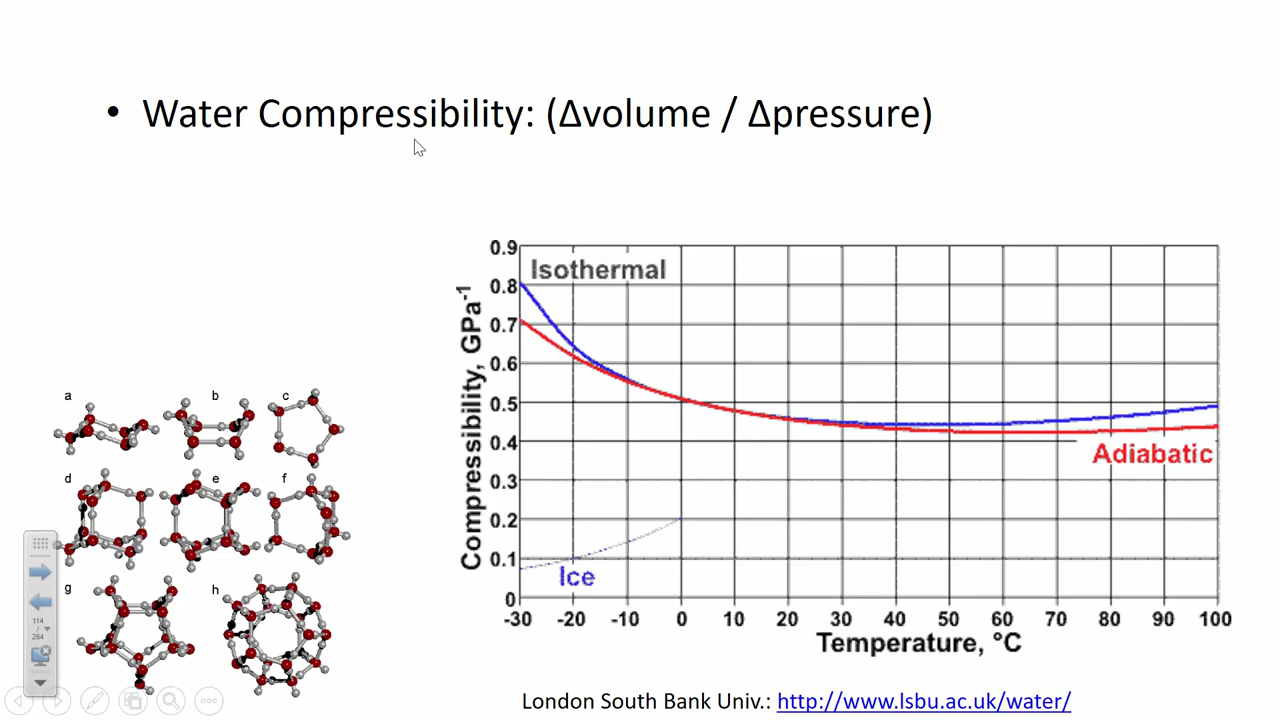 • Water Compressibility: (Δvolume / Δpressure)
0.9
0.8
0.7
0.6
0.5
0.4
0.3
0.2
0.1
0
Compressibility, GPa-1
Isothermal
Adiabatic
Ice
-30 -20 -10 0 10 20 30 40 50 60 70 80 90 100
Temperature, °C
a b c
d e f
g h
114
/
264
London South Bank Univ.: http://www.lsbu.ac.uk/water/